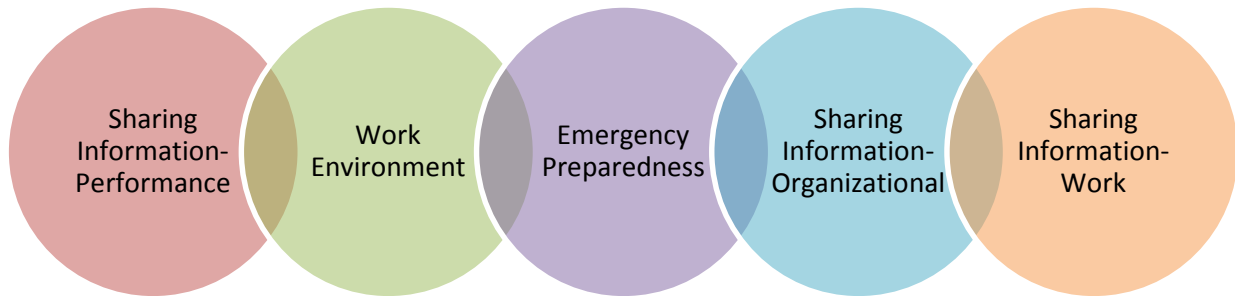 Sharing
Information-
Performance
Work
Environment
Emergency
Preparedness
Sharing
Information-
Organizational
Sharing
Information-
Work